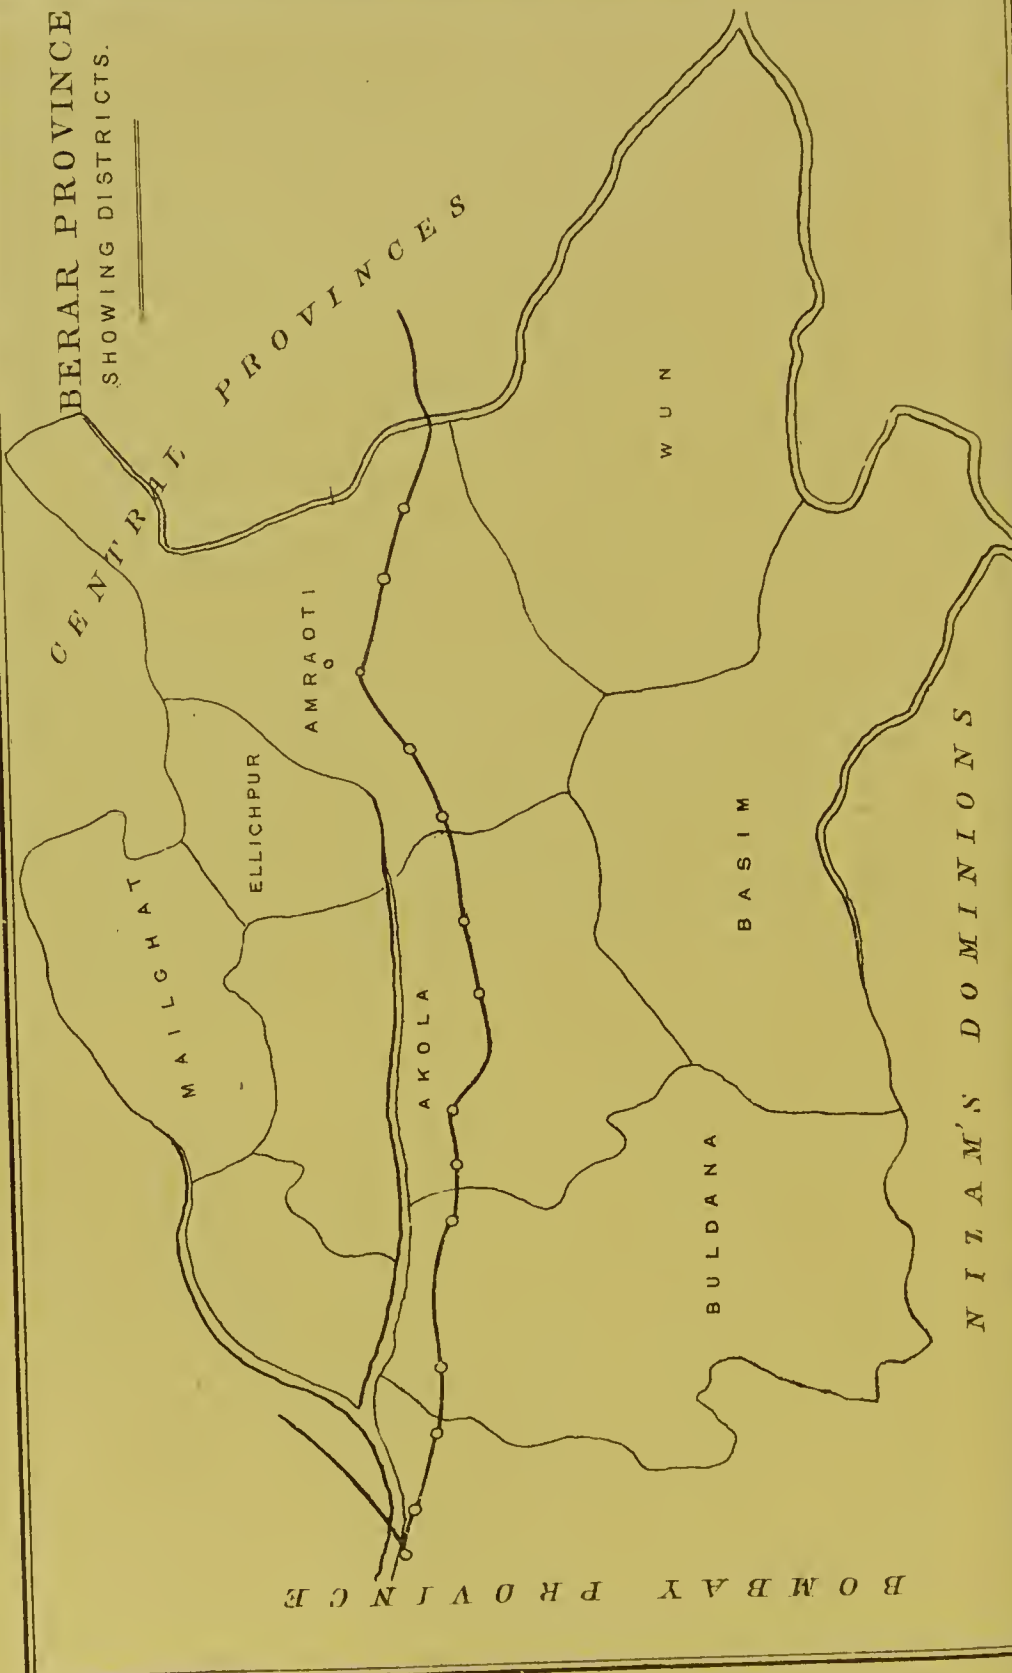 BERAR PROVINCE
SHOWING DISTRICTS.
CENTRAL PROVINCES
MAILGHAT
ELLICHPUR
AMRAOTI
AKOLA
WUN
BASIM
BULDANA
NIZAM'S DOMINIONS
BOMBAY PROVINCE